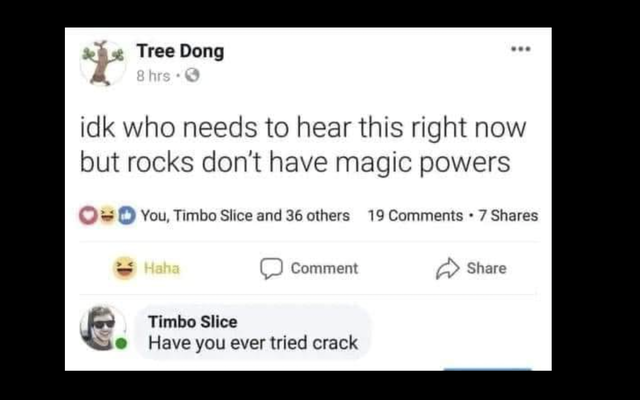 Tree Dong
8 hrs ·
idk who needs to hear this right now
but rocks don't have magic powers
You, Timbo Slice and 36 others 19 Comments • 7 Shares
Haha Comment Share
Timbo Slice
Have you ever tried crack